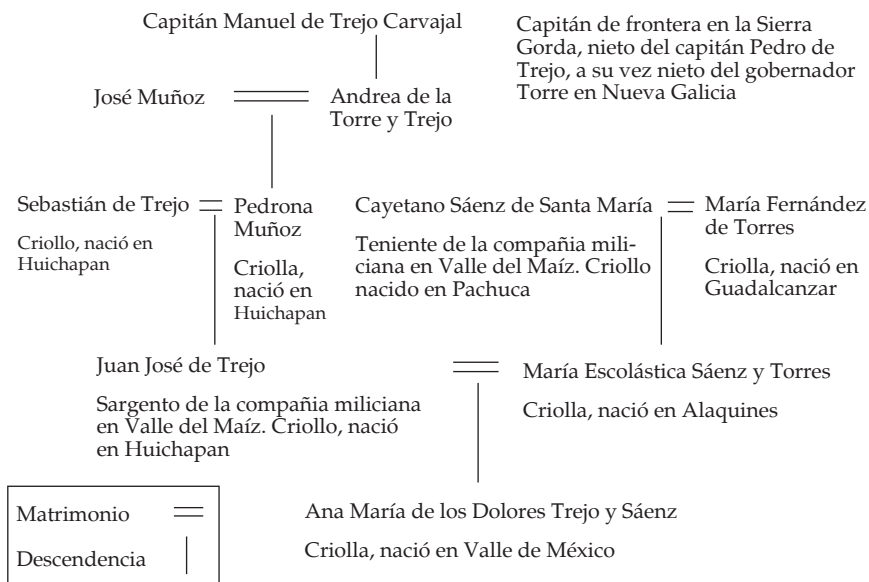 Capitán Manuel de Trejo Carvajal
Capitán de frontera en la Sierra
Gorda, nieto del capitán Pedro de
Trejo, a su vez nieto del gobernador
Torre en Nueva Galicia
José Muñoz
Andrea de la
Torre y Trejo
Sebastián de Trejo
Criollo, nació en
Huichapan
Pedrona
Muñoz
Criolla,
nació en
Huichapan
Cayetano Sáenz de Santa María
Teniente de la compañia mili-
ciana en Valle del Maíz. Criollo
nacido en Pachuca
María Fernández
de Torres
Criolla, nació en
Guadalcanzar
Juan José de Trejo
Sargento de la compañia miliciana
en Valle del Maíz. Criollo, nació
en Huichapan
María Escolástica Sáenz y Torres
Criolla, nació en Alaquines
Ana María de los Dolores Trejo y Sáenz
Criolla, nació en Valle de México
Matrimonio
Descendencia